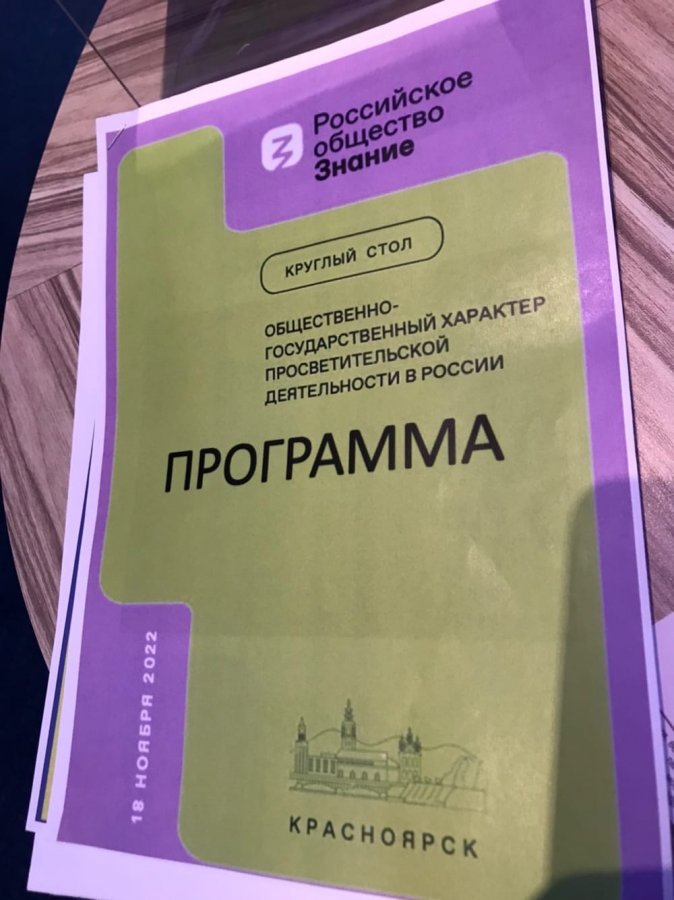 Российское
общество
Знание
КРУГЛЫЙ СТОЛ
ОБЩЕСТВЕННО-
ГОСУДАРСТВЕННЫЙ ХАРАКТЕР
ПРОСВЕТИТЕЛЬСКОЙ
ДЕЯТЕЛЬНОСТИ В РОССИИ
ПРОГРАММА
18 НОЯБРЯ 2022
КРАСНОЯРСК